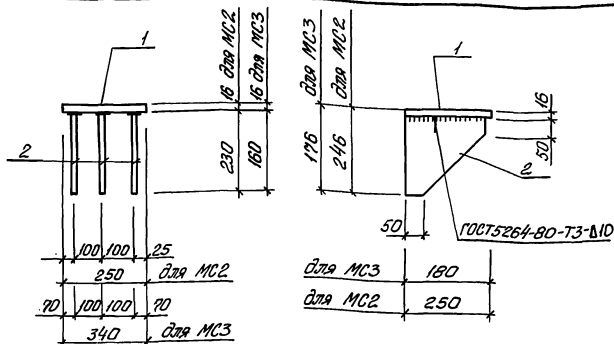 1
16 для МС2
16 для МС3
230
160
2
100 100 25
250 для МС2
70 100 100 70
340 для МС3
для МС3
для МС2
176
246
1
16
50
2
50
ГОСТ5264-80-Т3-Δ10
для МС3 180
для МС2 250